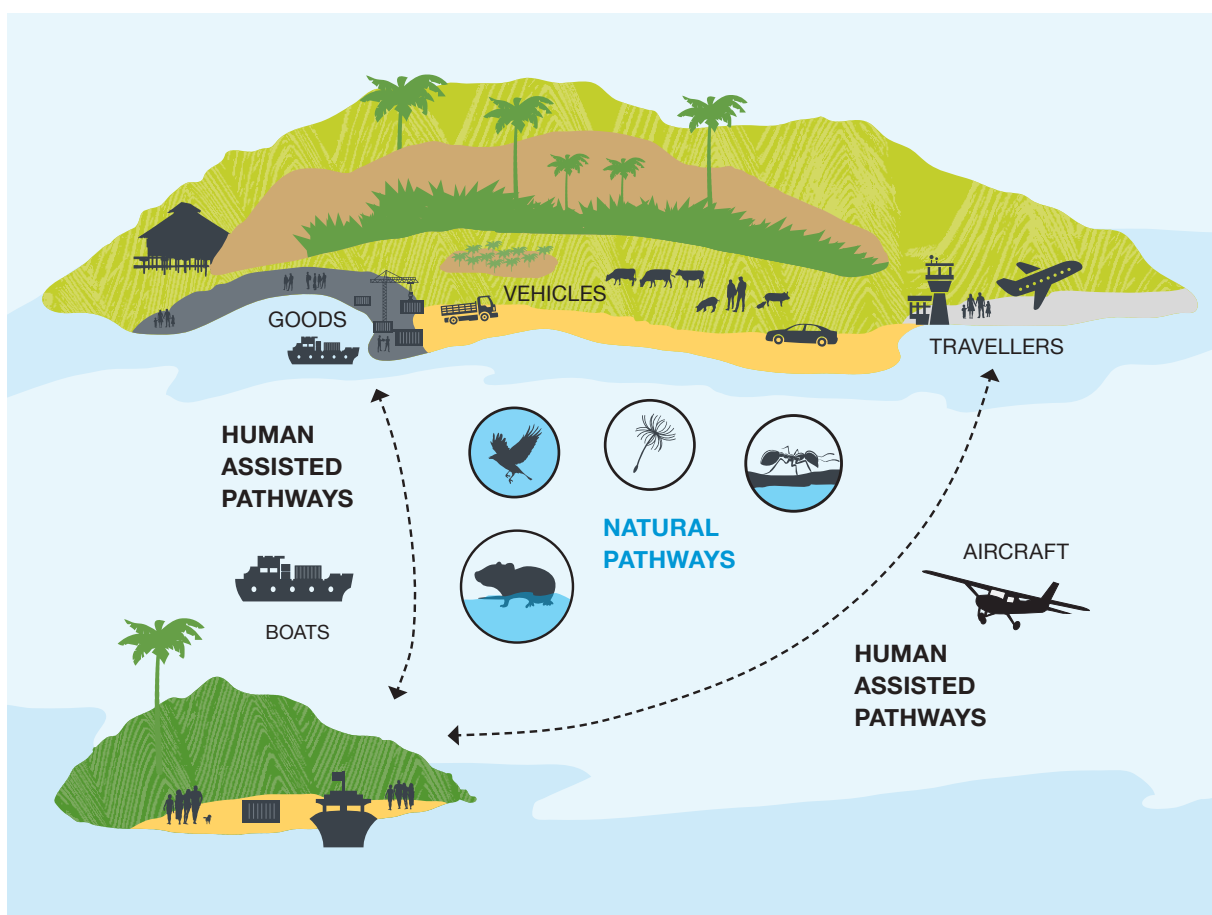 VEHICLES
GOODS
TRAVELLERS
HUMAN
ASSISTED
PATHWAYS
NATURAL
PATHWAYS
AIRCRAFT
BOATS
HUMAN
ASSISTED
PATHWAYS